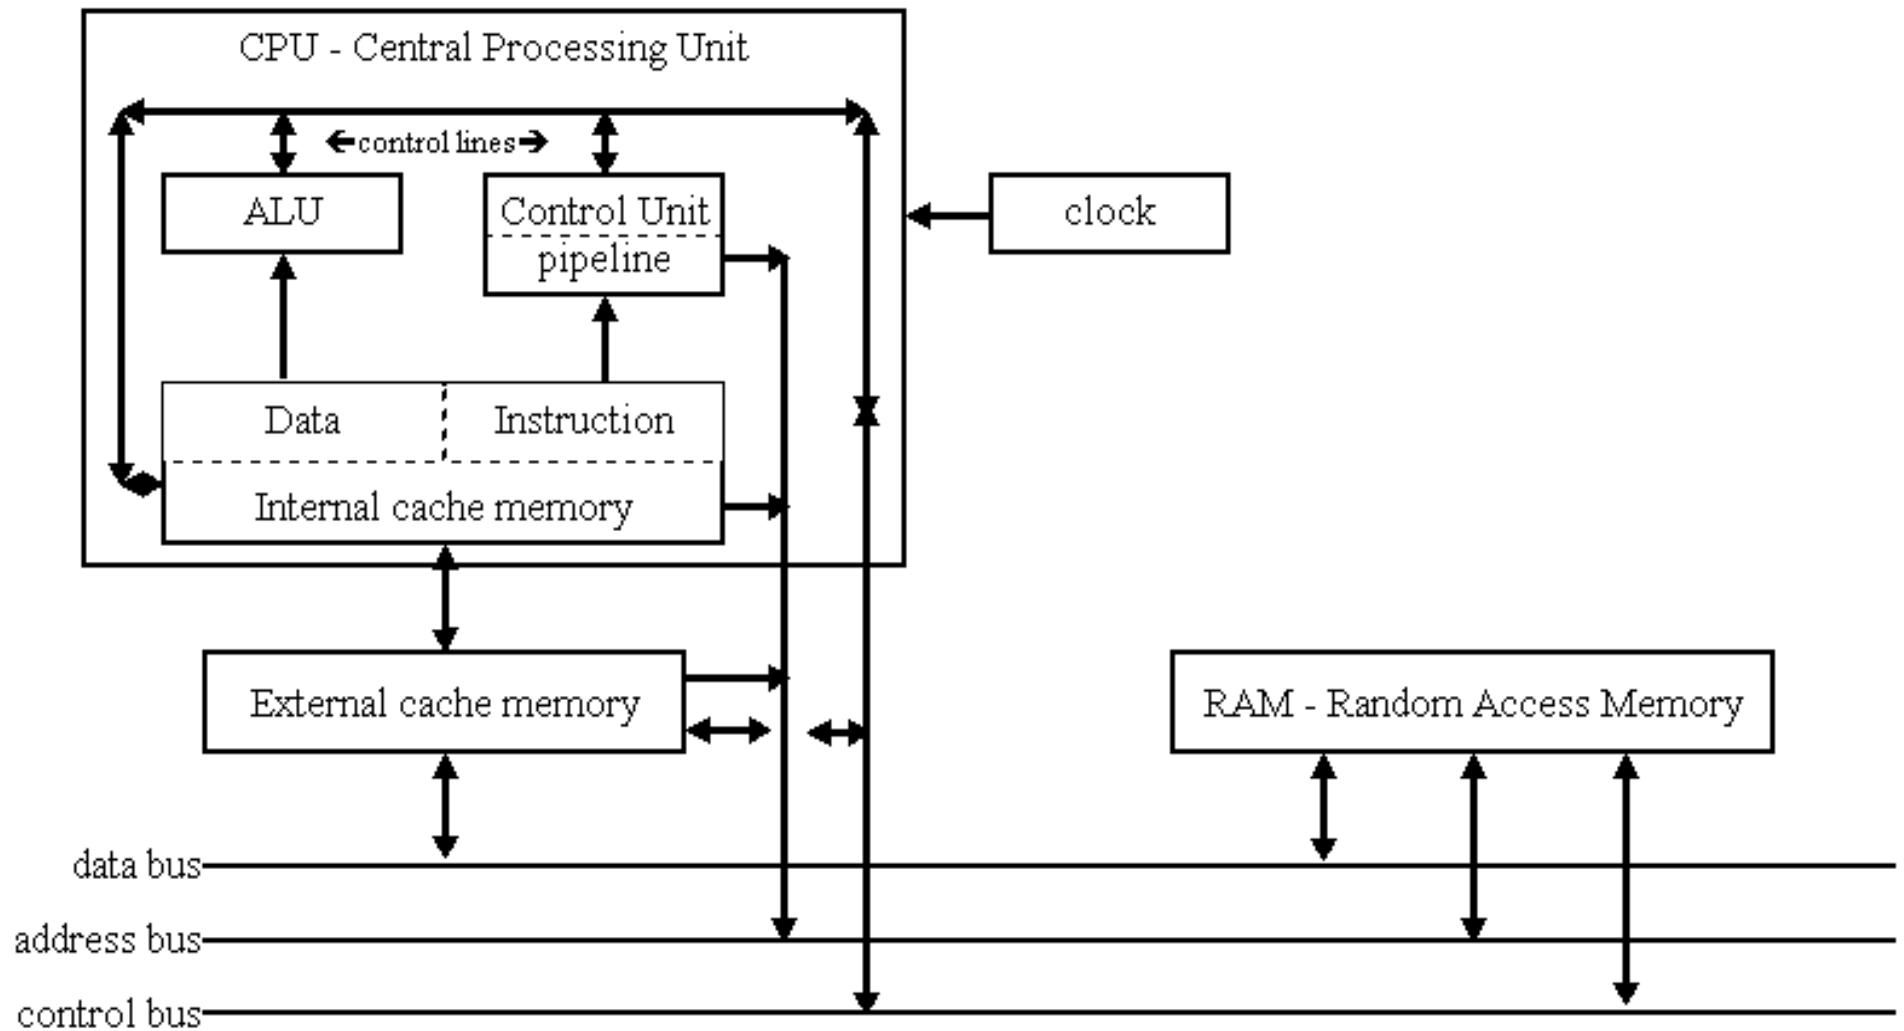 CPU - Central Processing Unit
control lines
ALU
Control Unit
pipeline
clock
Data
Instruction
Internal cache memory
External cache memory
RAM - Random Access Memory
data bus
address bus
control bus